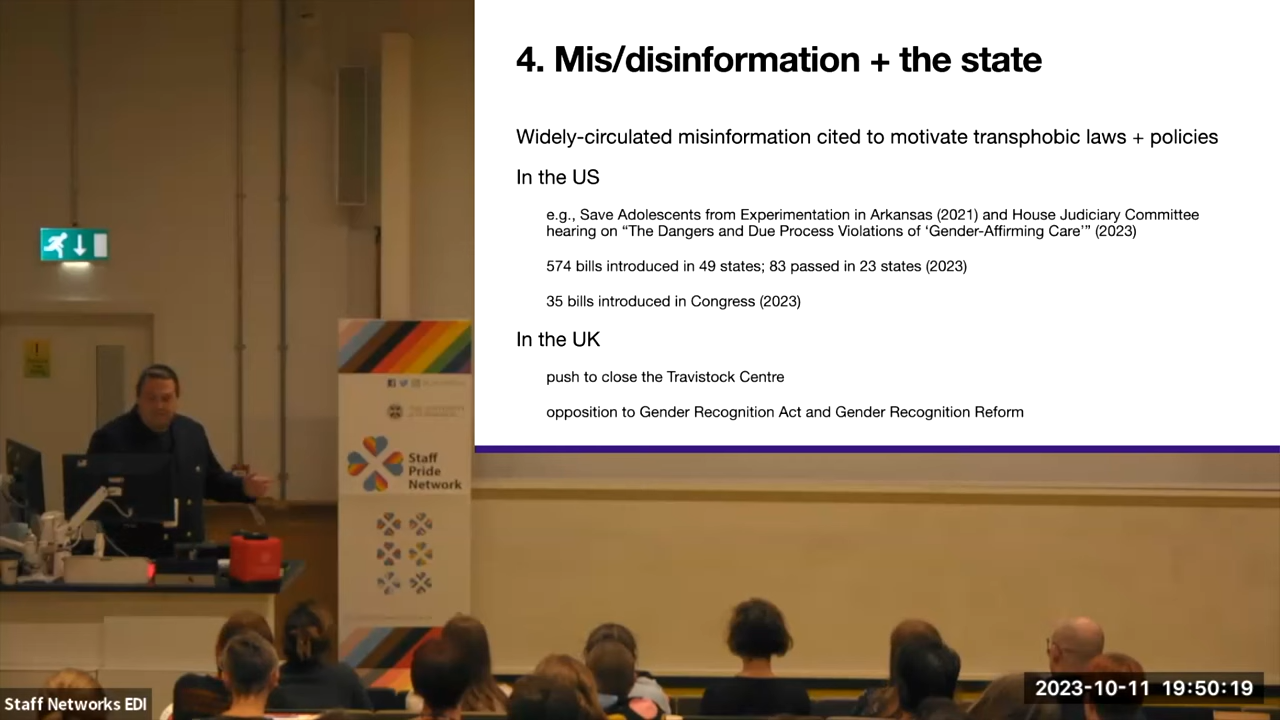 4. Mis/disinformation + the state
Widely-circulated misinformation cited to motivate transphobic laws + policies
In the US
e.g., Save Adolescents from Experimentation in Arkansas (2021) and House Judiciary Committee
hearing on “The Dangers and Due Process Violations of ‘Gender-Affirming Care’” (2023)
574 bills introduced in 49 states; 83 passed in 23 states (2023)
35 bills introduced in Congress (2023)
In the UK
push to close the Travistock Centre
opposition to Gender Recognition Act and Gender Recognition Reform
Staff
Pride
Network
Staff Networks EDI
2023-10-11 19:50:19